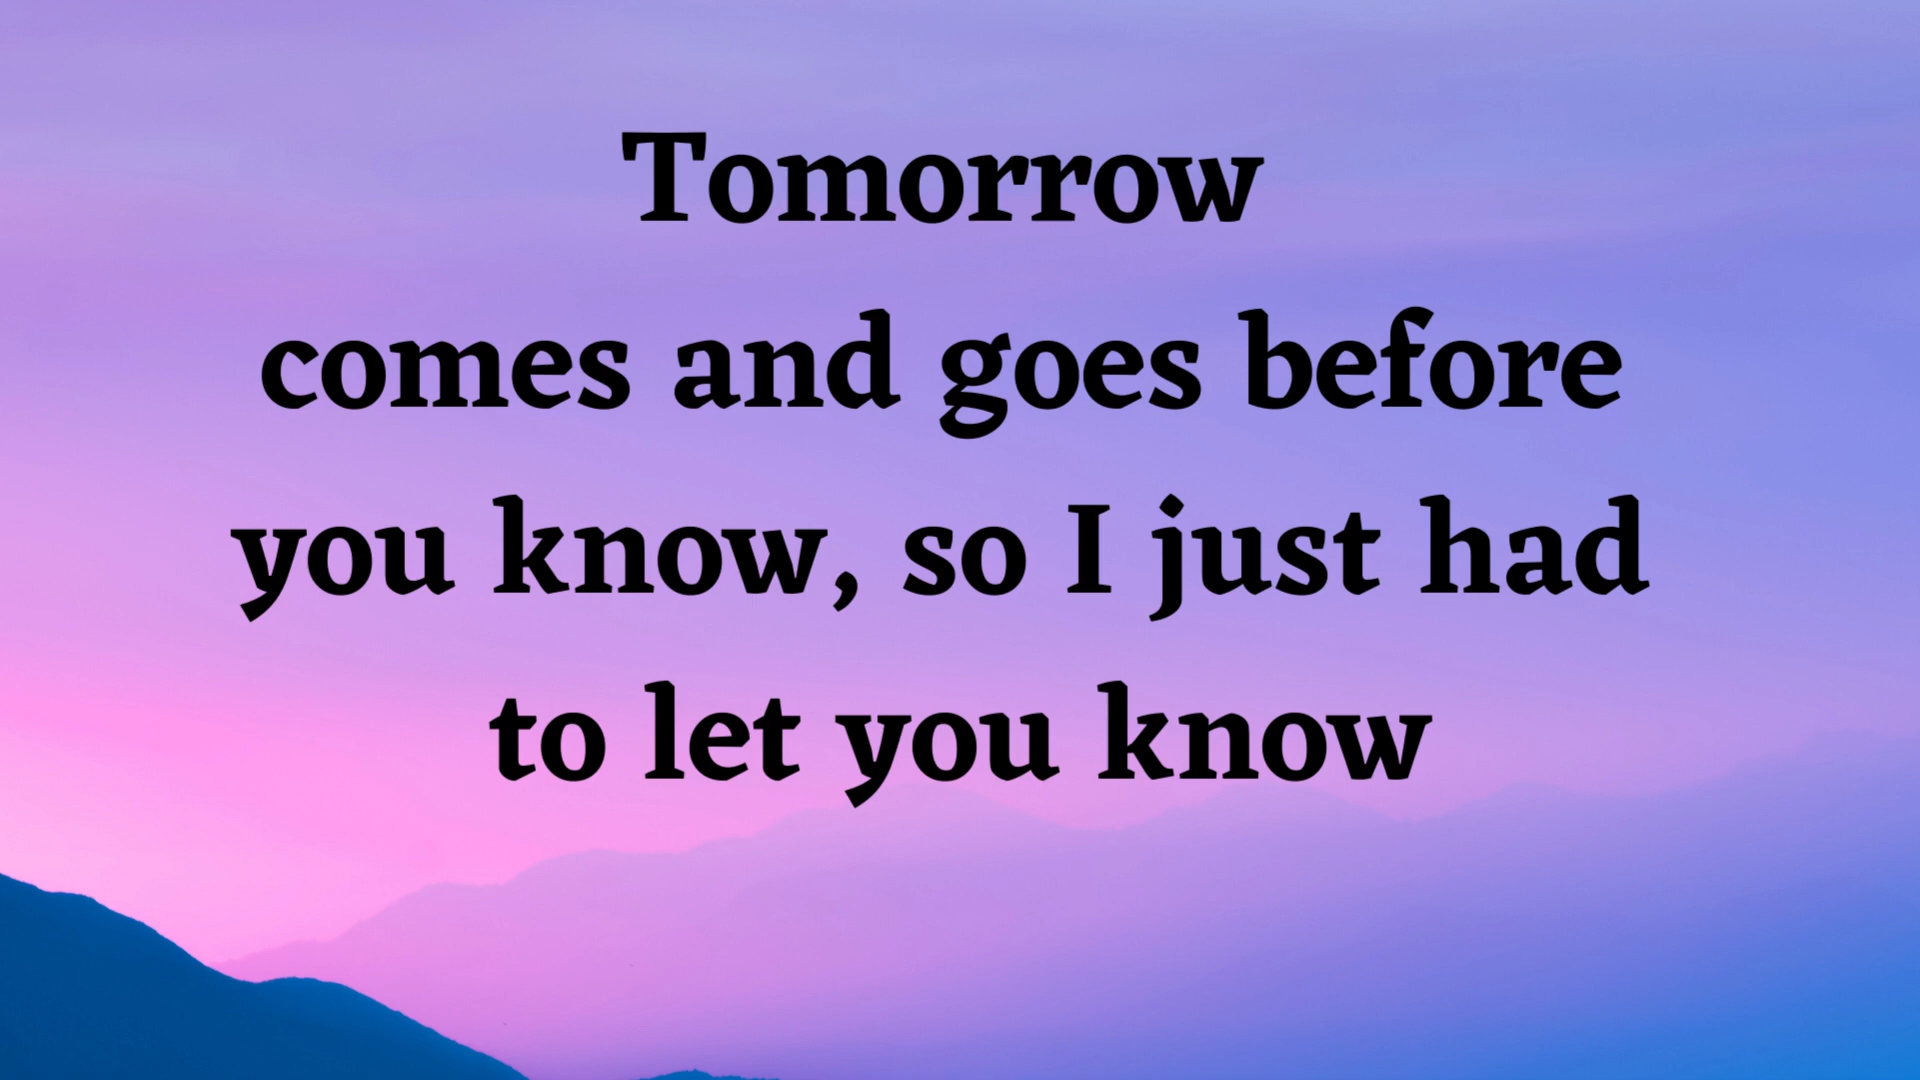 Tomorrow
comes and goes before
you know, so I just had
to let you know